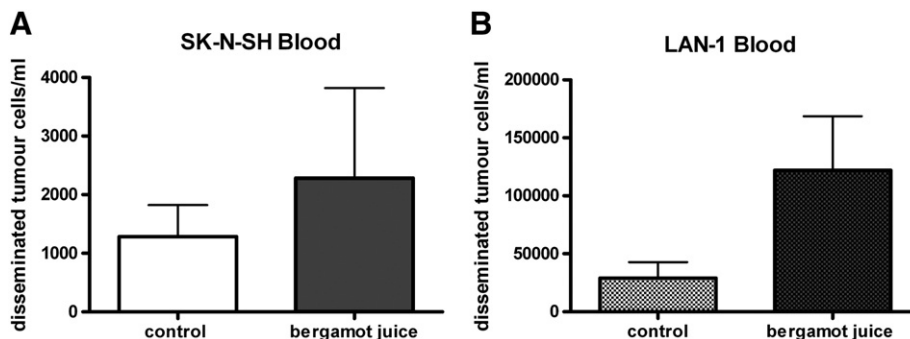 A
SK-N-SH Blood
disseminated tumour cells/ml
4000
3000
2000
1000
0
control
bergamot juice
B
LAN-1 Blood
disseminated tumour cells/ml
200000
150000
100000
50000
0
control
bergamot juice